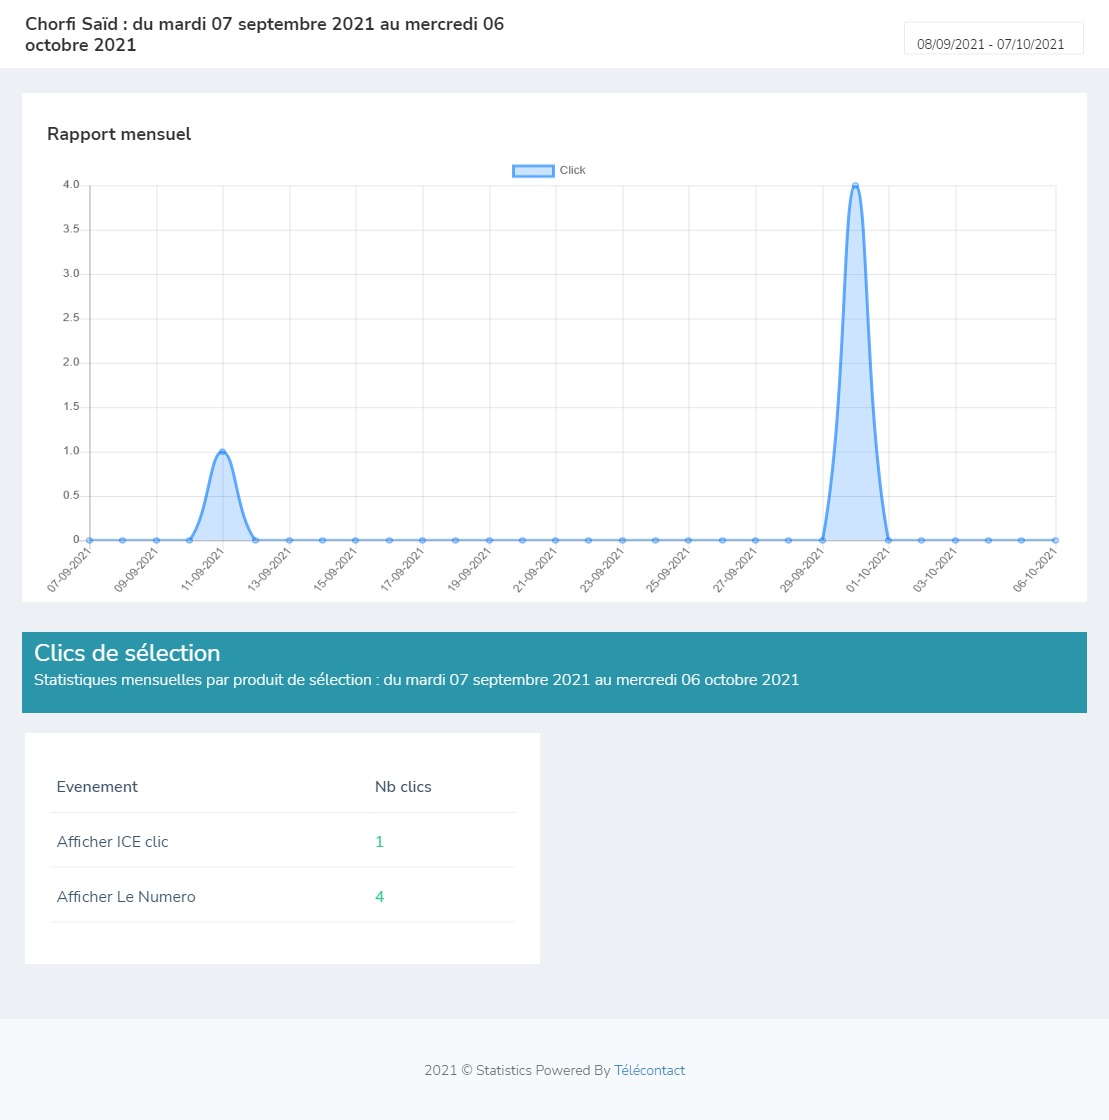 Chorfi Saïd : du mardi 07 septembre 2021 au mercredi 06
octobre 2021
08/09/2021 - 07/10/2021
Rapport mensuel
Click
4.0
3.5
3.0
2.5
2.0
1.5
1.0
0.5
0
07-09-2021
09-09-2021
11-09-2021
13-09-2021
15-09-2021
17-09-2021
19-09-2021
21-09-2021
23-09-2021
25-09-2021
27-09-2021
29-09-2021
01-10-2021
03-10-2021
06-10-2021
Clics de sélection
Statistiques mensuelles par produit de sélection : du mardi 07 septembre 2021 au mercredi 06 octobre 2021
Evenement Nb clics
Afficher ICE clic 1
Afficher Le Numero 4
2021 © Statistics Powered By Télécontact